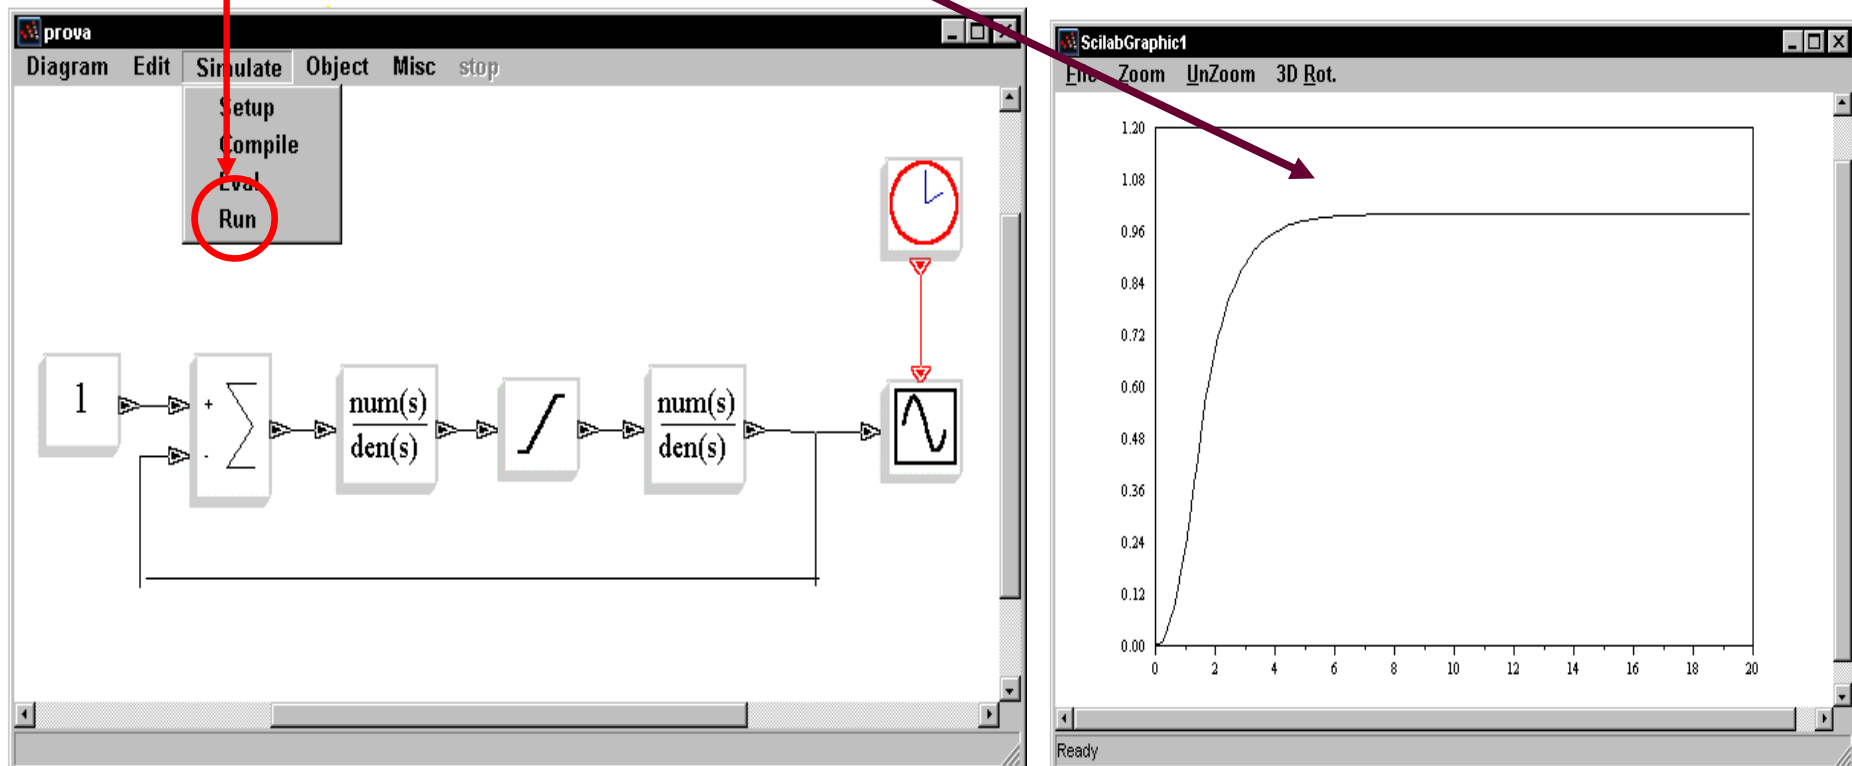 prova
Diagram Edit Simulate Object Misc stop
Setup
Compile
Eval
Run
1
+
-
num(s)
den(s)
num(s)
den(s)
ScilabGraphic1
File Zoom UnZoom 3D Rot.
1.20
1.08
0.96
0.84
0.72
0.60
0.48
0.36
0.24
0.12
0.00
0 2 4 6 8 10 12 14 16 18 20
Ready